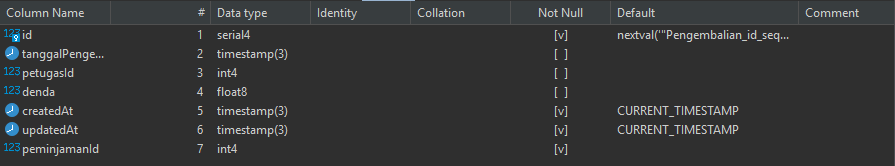 Column Name # Data type Identity Collation Not Null Default Comment
123 id 1 serial4 [v] nextval('"Pengembalian_id_seq...
tanggalPenge... 2 timestamp(3) [ ]
123 petugasId 3 int4 [ ]
123 denda 4 float8 [ ]
createdAt 5 timestamp(3) [v] CURRENT_TIMESTAMP
updatedAt 6 timestamp(3) [v] CURRENT_TIMESTAMP
123 peminjamanId 7 int4 [v]